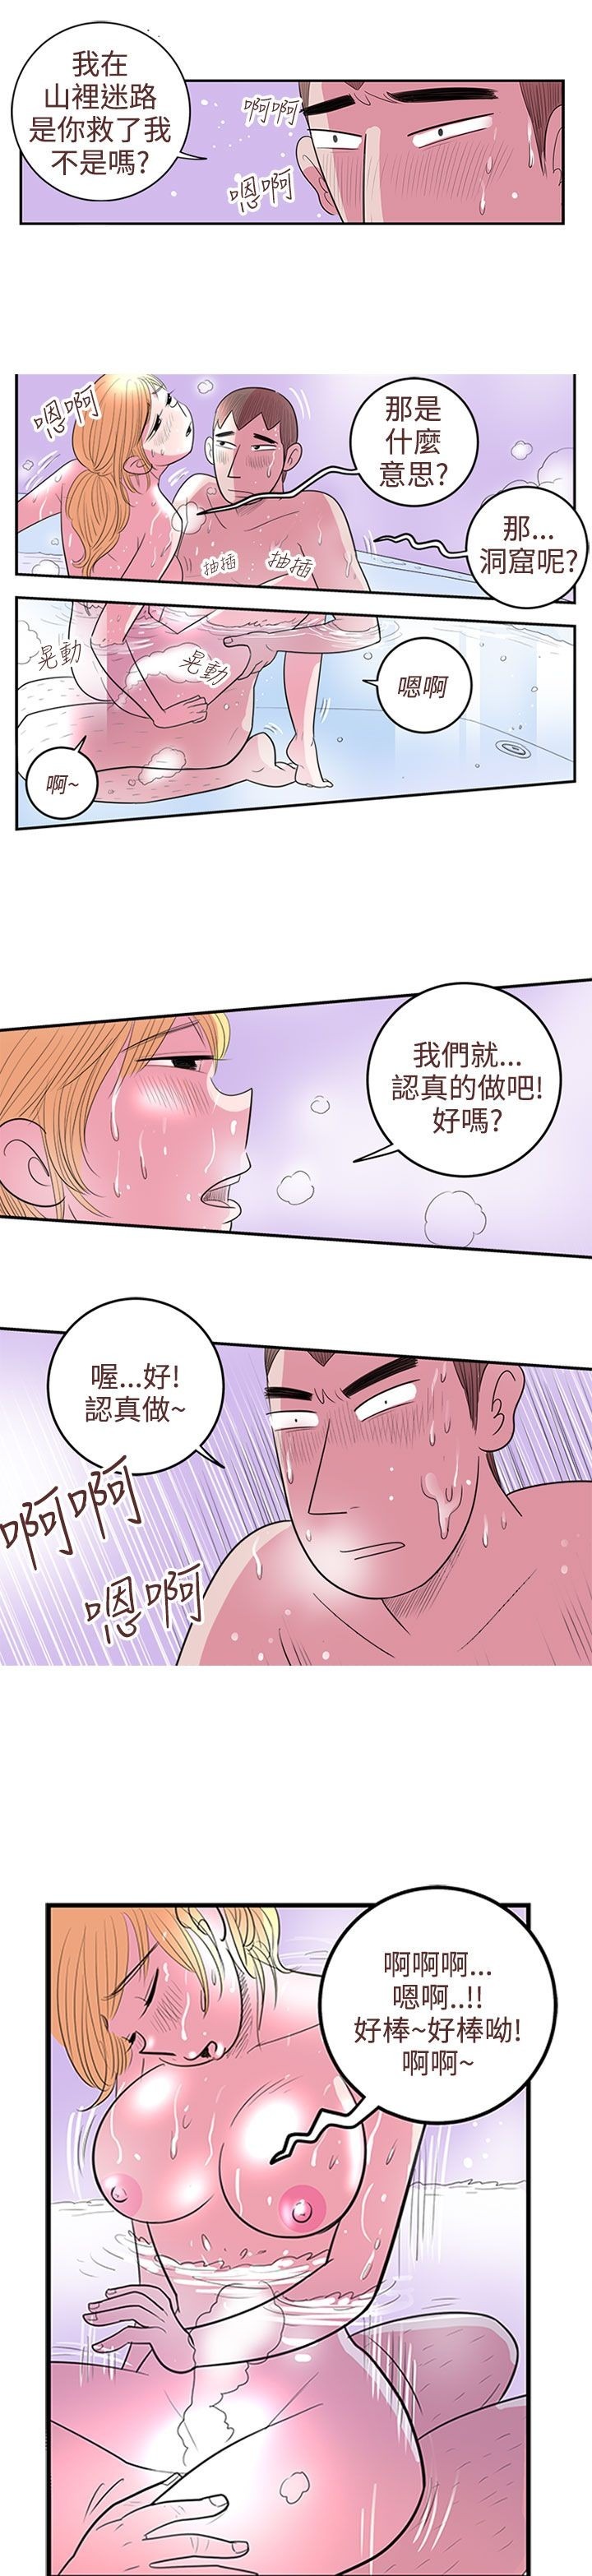 我在
山裡迷路
是你救了我
不是嗎?
啊啊
嗯啊
嗯啊
那是
什麼
意思?
那...
洞窟呢?
抽插
抽插
晃動
晃動
嗯啊
啊~
我們就...
認真的做吧!
好嗎?
喔...好!
認真做~
啊啊
嗯啊
啊啊啊...
嗯啊..!!
好棒~好棒呦!
啊啊~